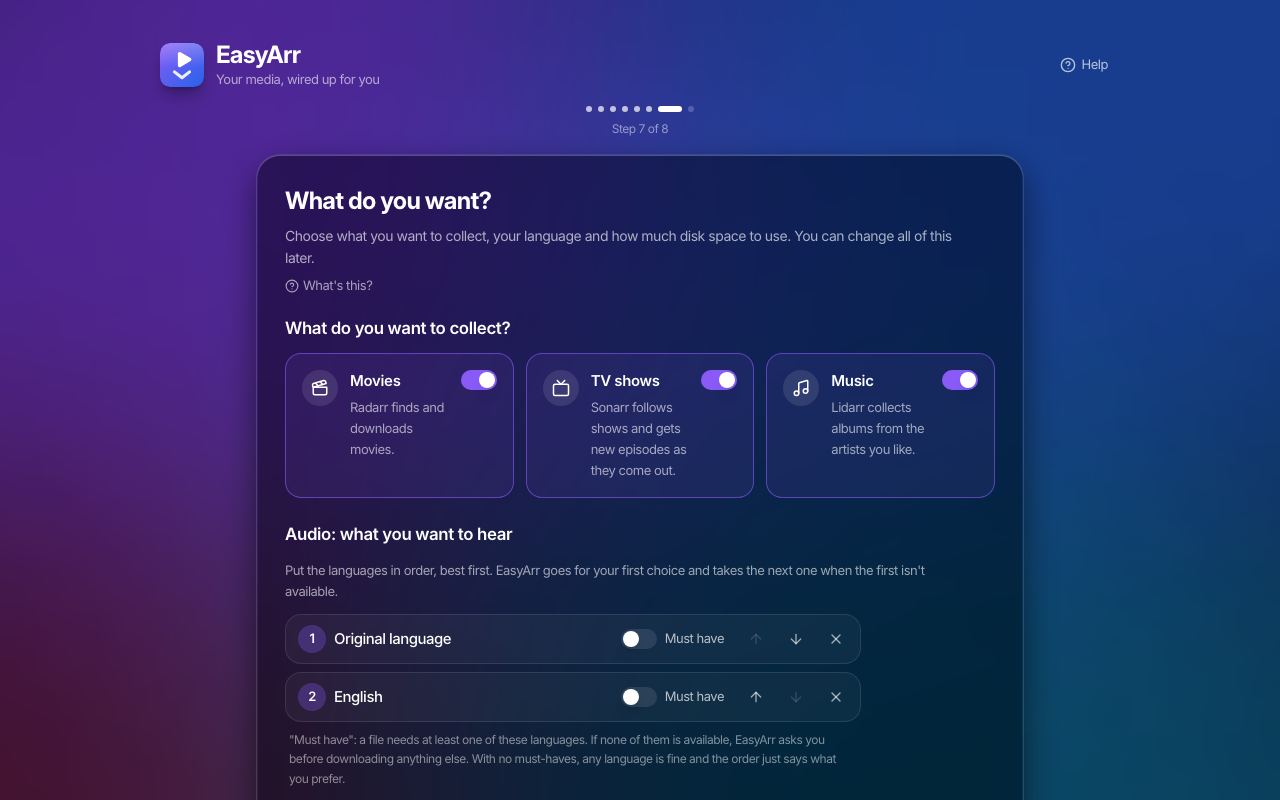 EasyArr
Your media, wired up for you
Help
Step 7 of 8
What do you want?
Choose what you want to collect, your language and how much disk space to use. You can change all of this
later.
What's this?
What do you want to collect?
Movies
Radarr finds and
downloads
movies.
TV shows
Sonarr follows
shows and gets
new episodes as
they come out.
Music
Lidarr collects
albums from the
artists you like.
Audio: what you want to hear
Put the languages in order, best first. EasyArr goes for your first choice and takes the next one when the first isn't
available.
1 Original language Must have
2 English Must have
"Must have": a file needs at least one of these languages. If none of them is available, EasyArr asks you
before downloading anything else. With no must-haves, any language is fine and the order just says what
you prefer.